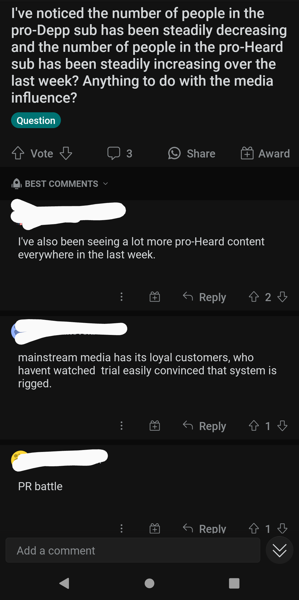 I've noticed the number of people in the
pro-Depp sub has been steadily decreasing
and the number of people in the pro-Heard
sub has been steadily increasing over the
last week? Anything to do with the media
influence?
Question
Vote 3 Share Award
BEST COMMENTS
I've also been seeing a lot more pro-Heard content
everywhere in the last week.
Reply 2
mainstream media has its loyal customers, who
havent watched trial easily convinced that system is
rigged.
Reply 1
PR battle
Reply 1
Add a comment